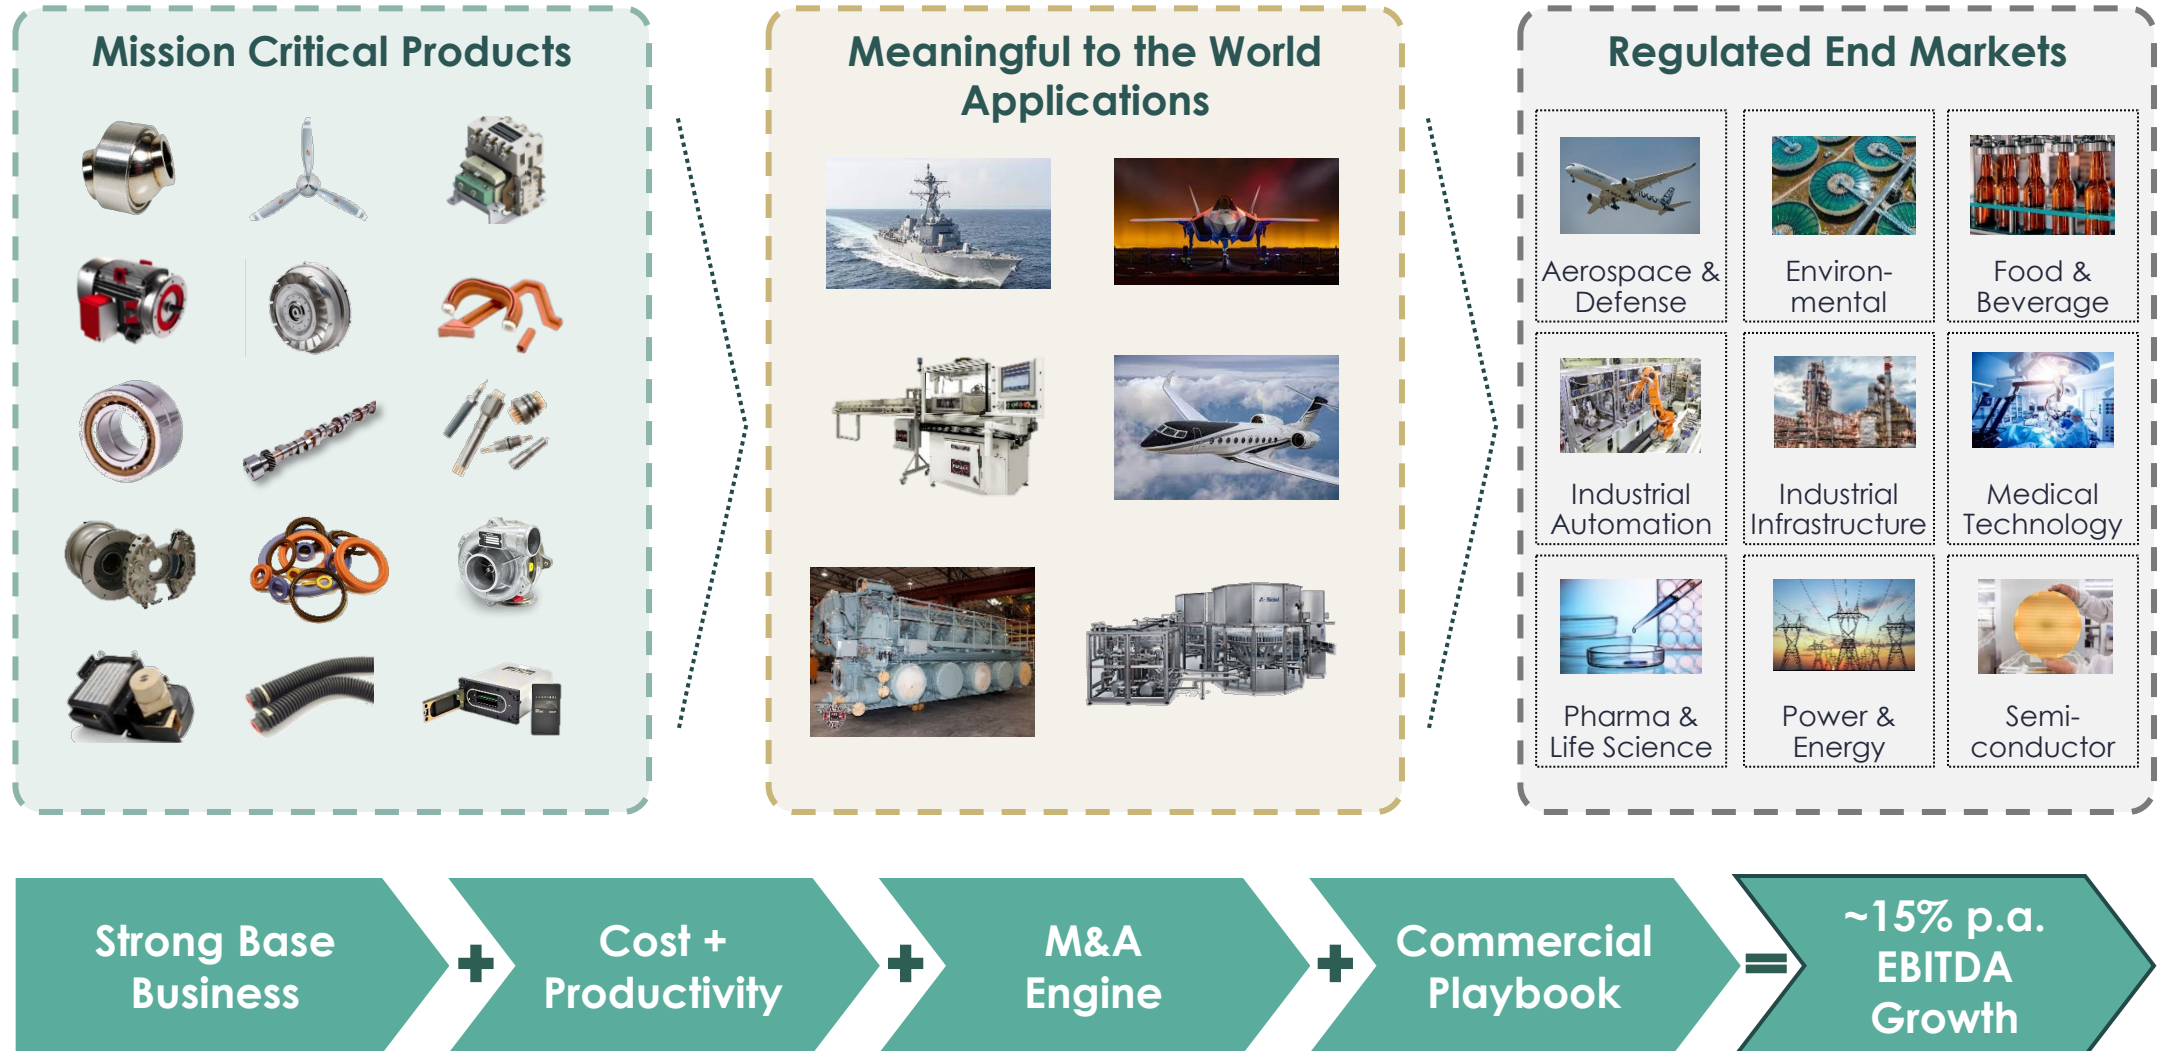 Mission Critical Products
Meaningful to the World
Applications
Regulated End Markets
Aerospace &
Defense
Environ-
mental
Food &
Beverage
Industrial
Automation
Industrial
Infrastructure
Medical
Technology
Pharma &
Life Science
Power &
Energy
Semi-
conductor
Strong Base
Business
+
Cost +
Productivity
+
M&A
Engine
+
Commercial
Playbook
=
~15% p.a.
EBITDA
Growth